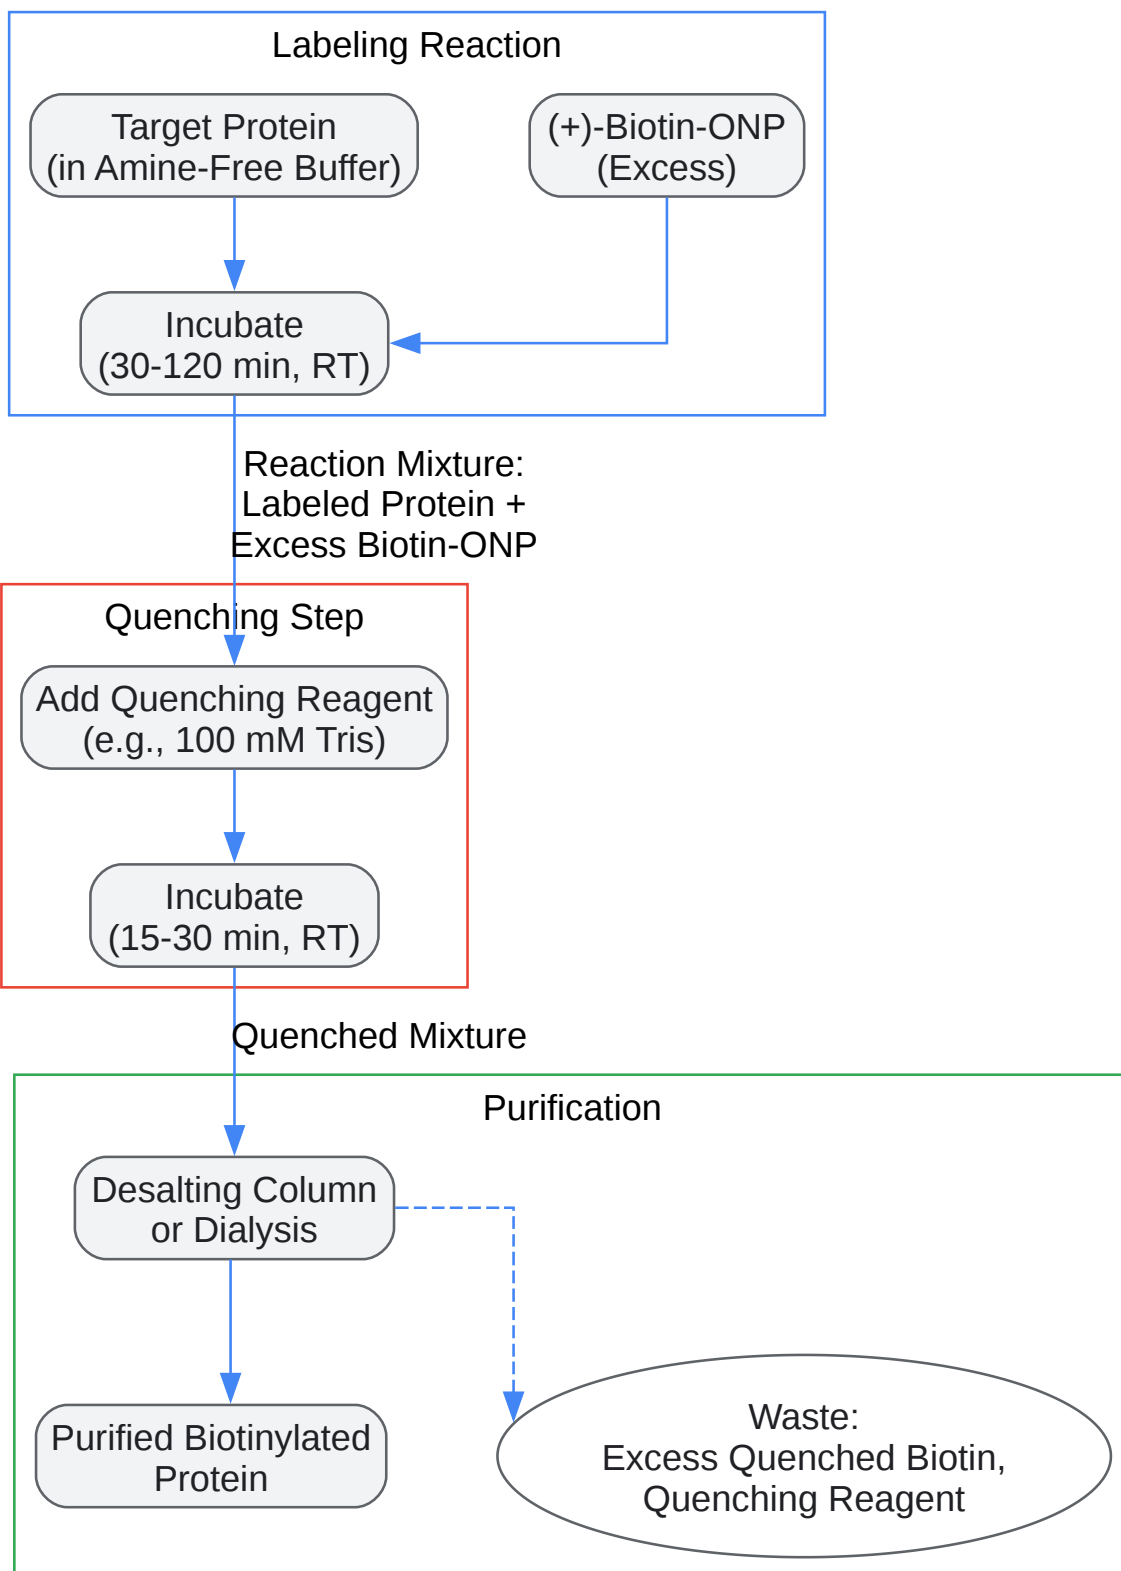 Labeling Reaction
Target Protein
(in Amine-Free Buffer)
(+)-Biotin-ONP
(Excess)
Incubate
(30-120 min, RT)
Reaction Mixture:
Labeled Protein +
Excess Biotin-ONP
Quenching Step
Add Quenching Reagent
(e.g., 100 mM Tris)
Incubate
(15-30 min, RT)
Quenched Mixture
Purification
Desalting Column
or Dialysis
Purified Biotinylated
Protein
Waste:
Excess Quenched Biotin,
Quenching Reagent